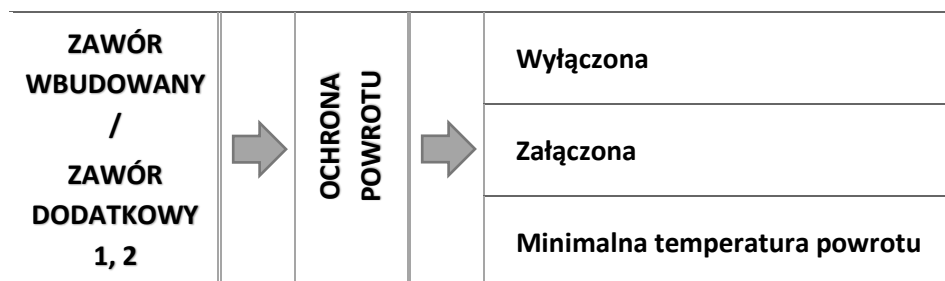 ZAWÓR
WBUDOWANY
/
ZAWÓR
DODATKOWY
1, 2
OCHRONA
POWROTU
Wyłączona
Załączona
Minimalna temperatura powrotu